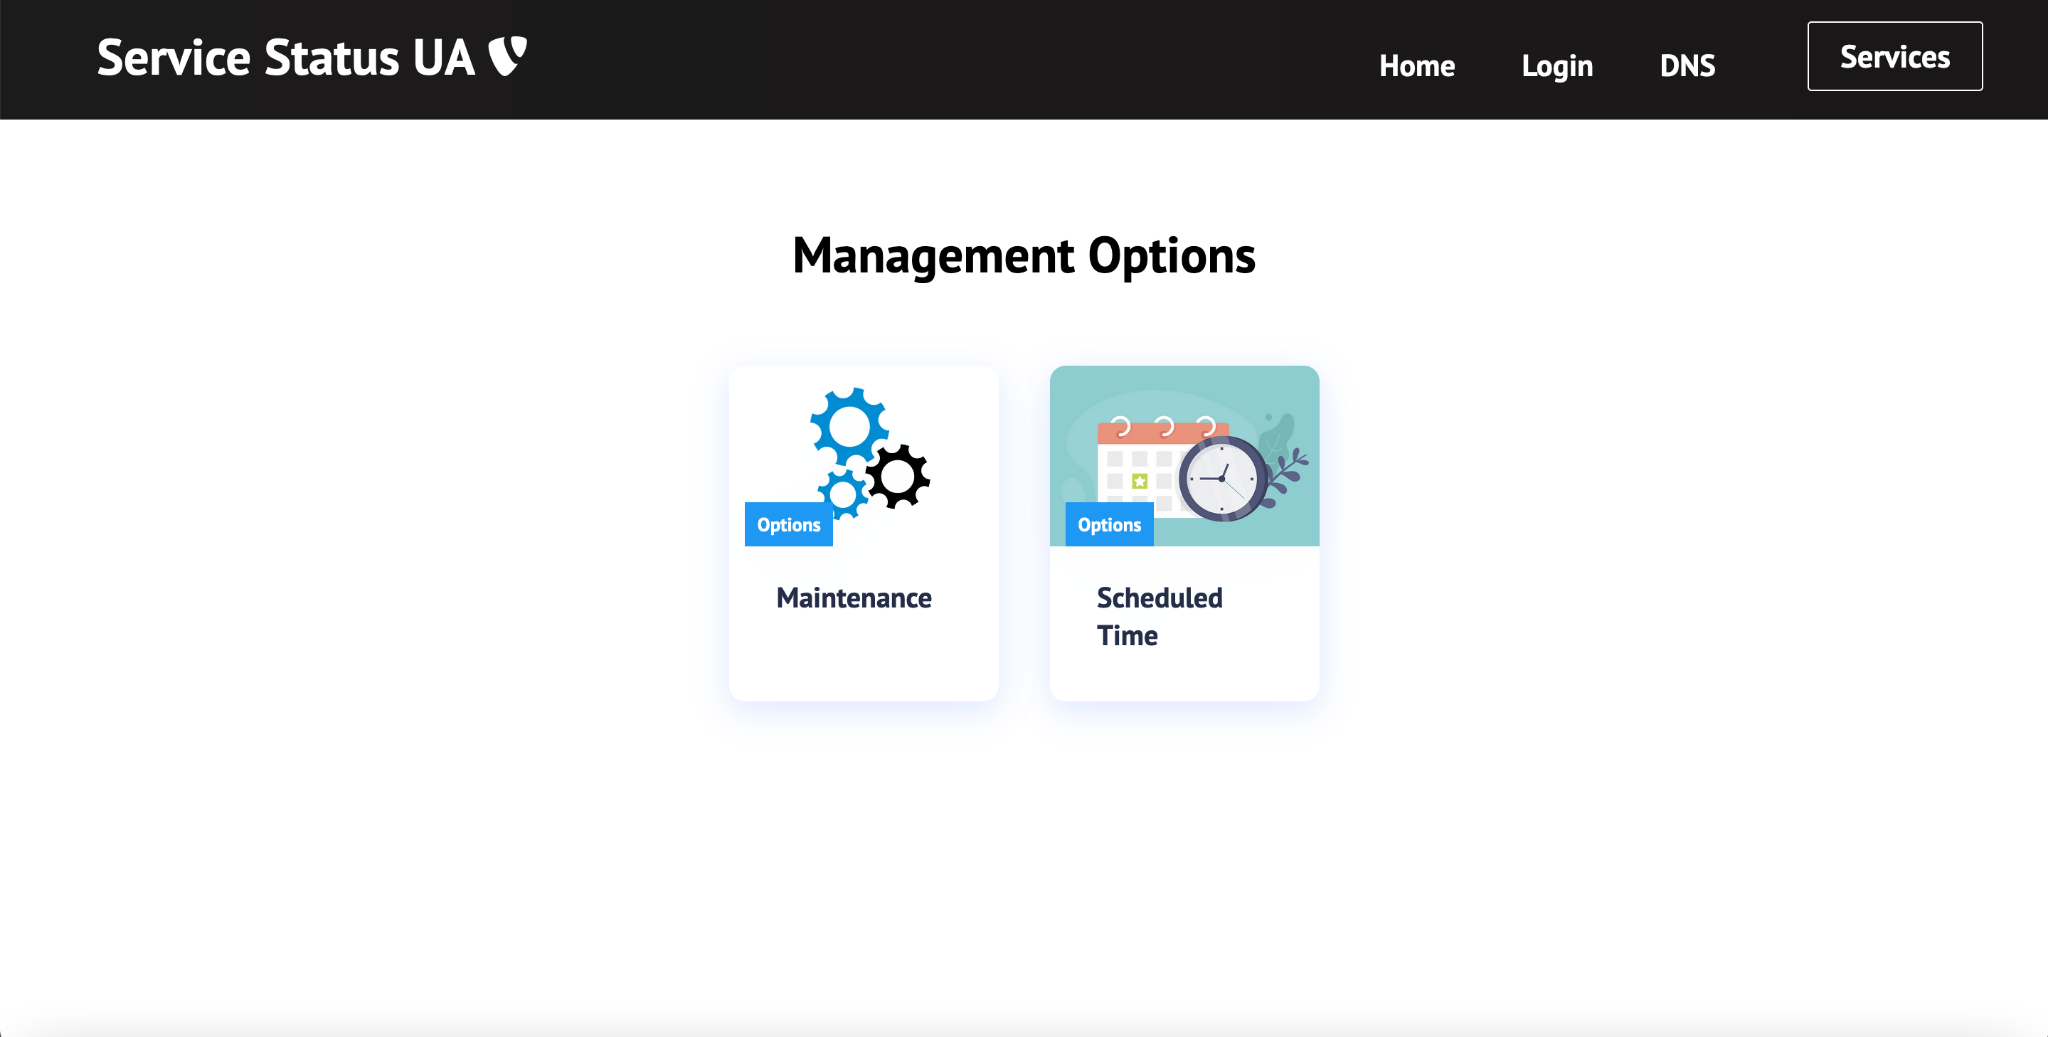 Service Status UA
Home
Login
DNS
Services
Management Options
Options
Maintenance
Options
Scheduled
Time